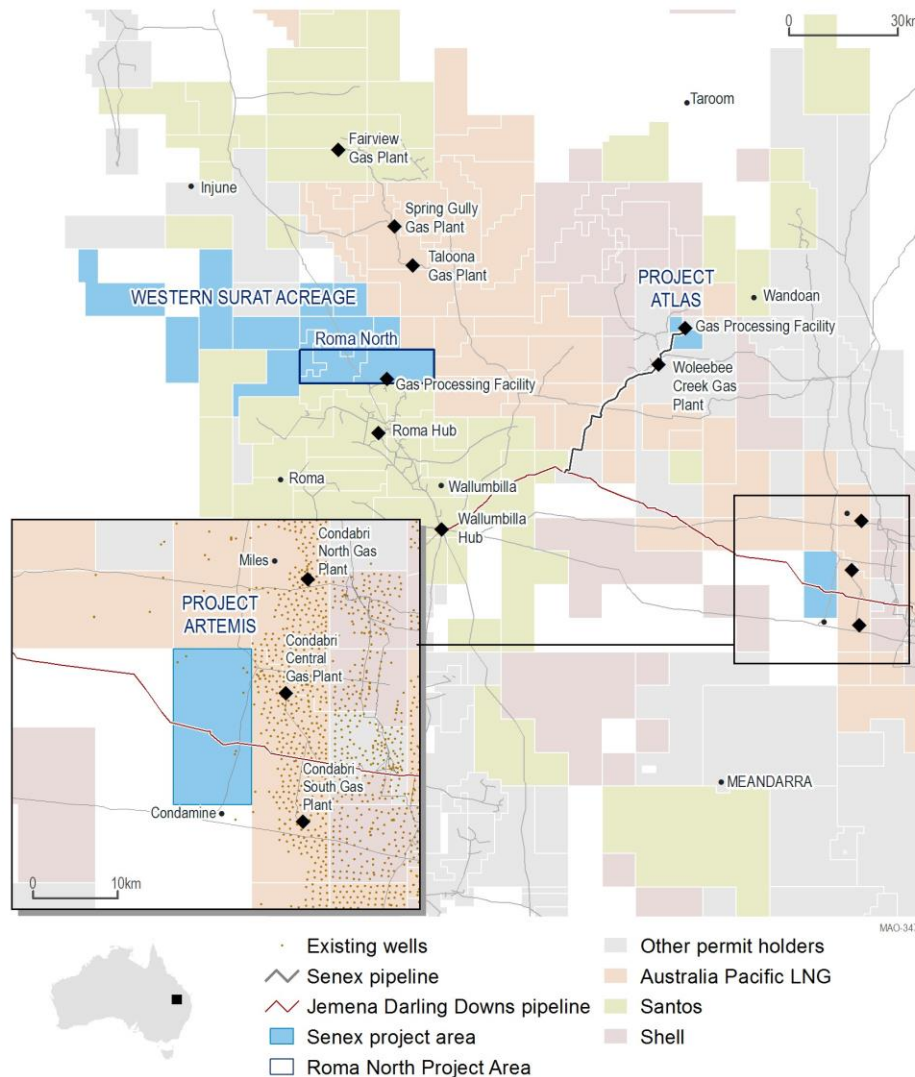 0
30km
Taroom
Fairview
Gas Plant
Injune
Spring Gully
Gas Plant
Taloona
Gas Plant
WESTERN SURAT ACREAGE
PROJECT
ATLAS
Wandoan
Gas Processing Facility
Roma North
Woleebee
Creek Gas
Plant
Gas Processing Facility
Roma Hub
Roma
Wallumbilla
Wallumbilla
Hub
Condabri
North Gas
Plant
Miles
PROJECT
ARTEMIS
Condabri
Central
Gas Plant
Condabri
South Gas
Plant
Condamine
MEANDARRA
0
10km
Existing wells
Senex pipeline
Jemena Darling Downs pipeline
Senex project area
Roma North Project Area
Other permit holders
Australia Pacific LNG
Santos
Shell